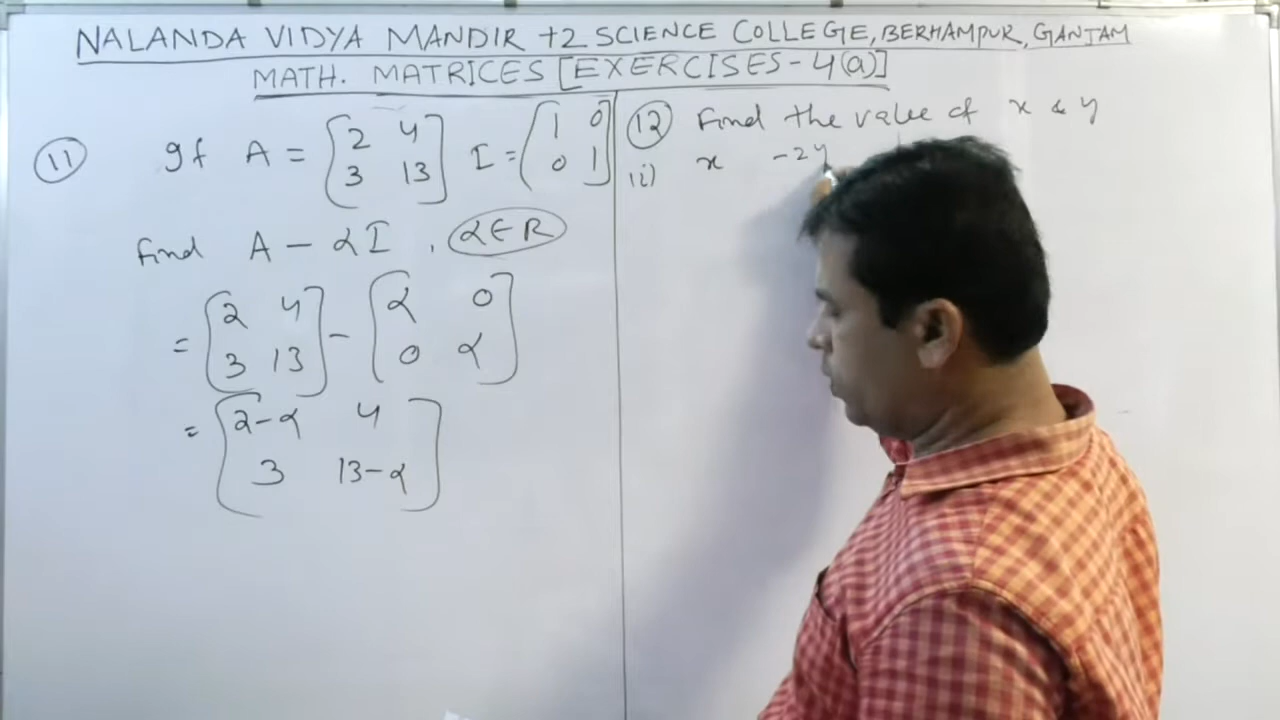 NALANDA VIDYA MANDIR +2 SCIENCE COLLEGE, BERHAMPUR, GANJAM
MATH. MATRICES [EXERCISES-4(a)]
(11) If A = [2 4
3 13] I = [1 0
0 1]
Find A - αI, α∈R
= [2 4
3 13] - [α 0
0 α]
= [2-α 4
3 13-α]
(12) Find the value of x & y
ii) x -2y